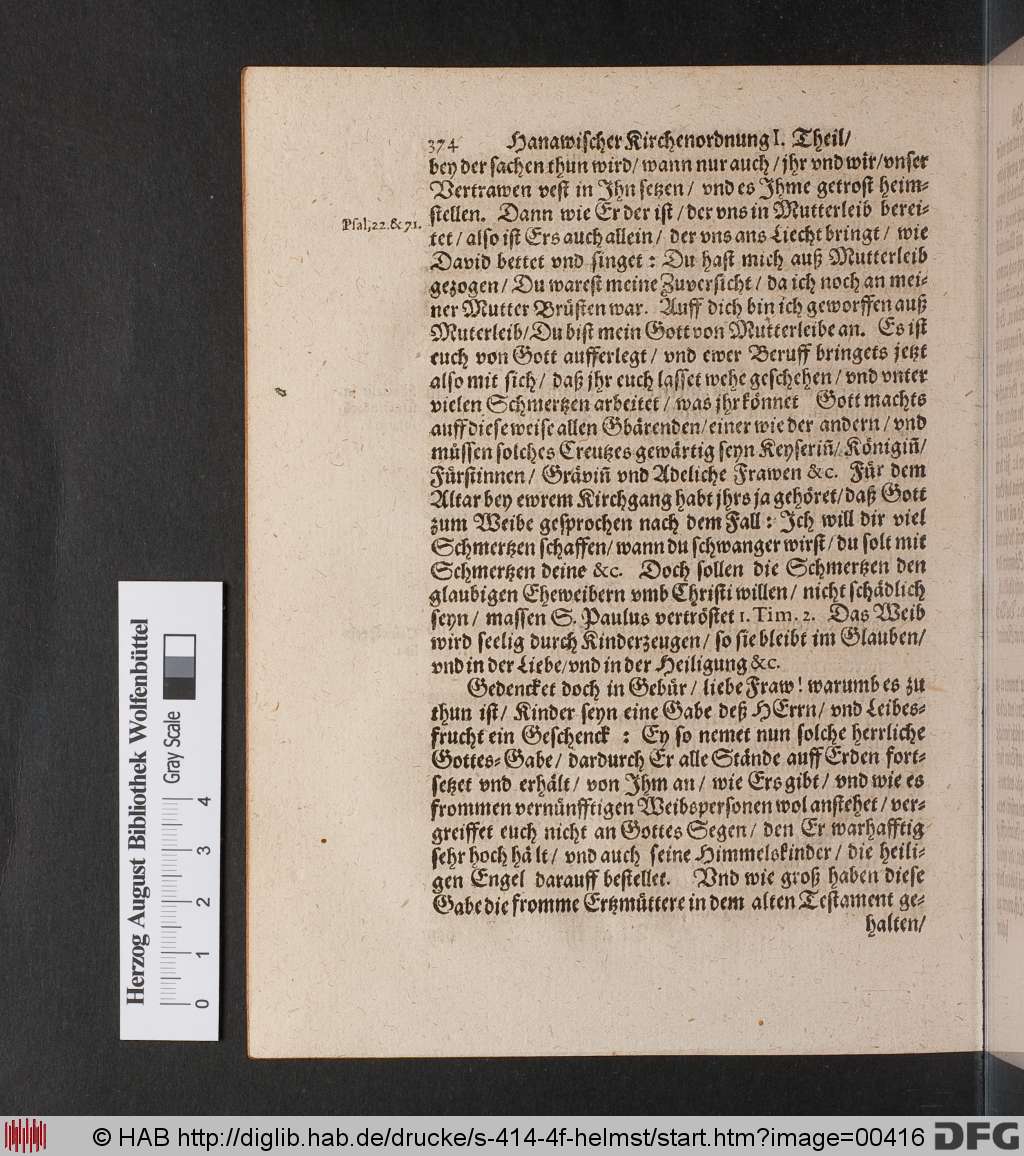 374 Hanawischer Kirchenordnung I. Theil/
bey der sachen thun wird/ wann nur auch / jhr vnd wir/ vnser
Vertrawen vest in Jhn setzen / vnd es Jhme getrost heim-
stellen. Dann wie Er der ist / der vns in Mutterleib berei-
Psal, 22. & 71.
tet / also ist Ers auch allein / der vns ans Liecht bringt / wie
David bettet vnd singet : Du hast mich auß Mutterleib
gezogen / Du warest meine Zuversicht / da ich noch an mei-
ner Mutter Brüsten war. Auff dich bin ich geworffen auß
Muterleib/ Du bist mein Gott von Mutterleibe an. Es ist
euch von Gott aufferlegt / vnd ewer Beruff bringets jetzt
also mit sich / daß jhr euch lasset wehe geschehen / vnd vnter
vielen Schmertzen arbeitet / was jhr könnet Gott machts
auff diese weise allen Gbärenden/ einer wie der andern / vnd
müssen solches Creutzes gewärtig seyn Keyseriñ/ Königiñ/
Fürstinnen / Gräviñ vnd Adeliche Frawen &c. Für dem
Altar bey ewrem Kirchgang habt jhrs ja gehöret/ daß Gott
zum Weibe gesprochen nach dem Fall : Jch will dir viel
Schmertzen schaffen/ wann du schwanger wirst / du solt mit
Schmertzen deine &c. Doch sollen die Schmertzen den
glaubigen Eheweibern vmb Christi willen / nicht schädlich
seyn / massen S. Paulus vertröstet 1. Tim. 2. Das Weib
wird seelig durch Kinderzeugen / so sie bleibt im Glauben/
vnd in der Liebe/ vnd in der Heiligung &c.
Gedencket doch in Gebür / liebe Fraw ! warumb es zu
thun ist / Kinder seyn eine Gabe deß HErrn / vnd Leibes-
frucht ein Geschenck : Ey so nemet nun solche herrliche
Gottes-Gabe / dardurch Er alle Stände auff Erden fort-
setzet vnd erhält / von Jhm an / wie Ers gibt / vnd wie es
frommen vernünfftigen Weibspersonen wol anstehet / ver-
greiffet euch nicht an Gottes Segen / den Er warhafftig
sehr hoch hält / vnd auch seine Himmelskinder / die heili-
gen Engel darauff bestellet. Vnd wie groß haben diese
Gabe die fromme Ertzmüttere in dem alten Testament ge-
halten/
Herzog August Bibliothek Wolfenbüttel
Gray Scale
0 1 2 3 4
© HAB http://diglib.hab.de/drucke/s-414-4f-helmst/start.htm?image=00416 DFG